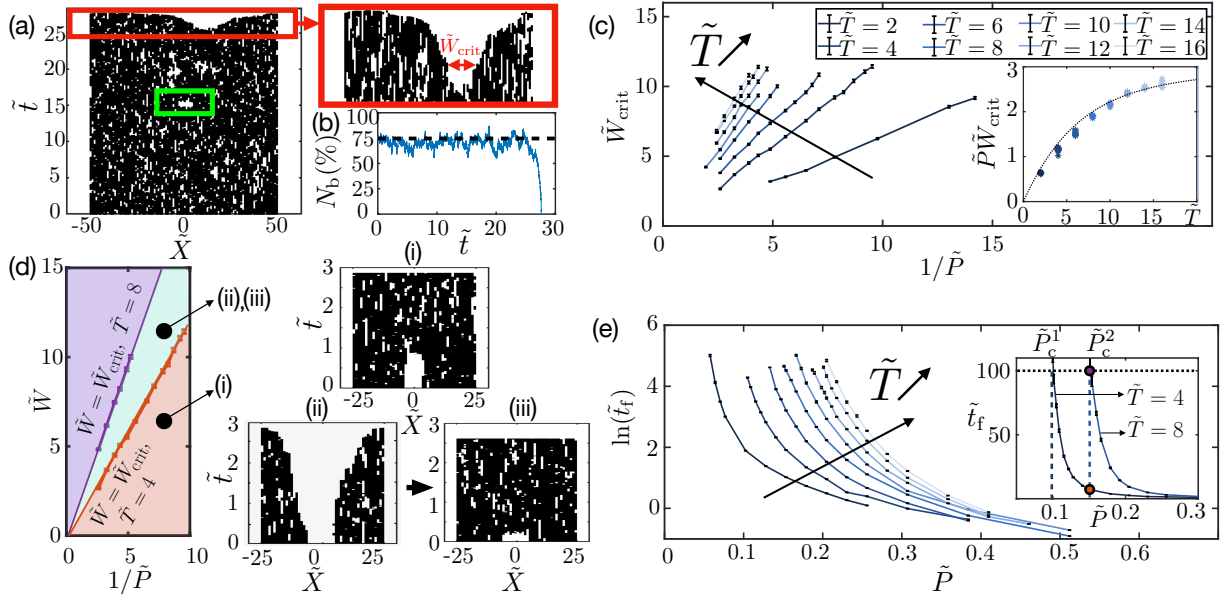 (a)
t̃
28
25
20
15
10
5
0
-50
0
50
X̃
W̃crit
(b)
Nb(%)
100
75
50
25
0
0
10
20
30
t̃
(c)
T̃
T̃ = 2
T̃ = 6
T̃ = 10
T̃ = 14
T̃ = 4
T̃ = 8
T̃ = 12
T̃ = 16
W̃crit
15
10
5
0
0
5
10
15
1/P̃
P̃W̃crit
3
2
1
0
0
5
10
15
T̃
(d)
W̃
15
10
5
0
0
5
10
1/P̃
W̃ = W̃crit, T̃ = 8
W̃ = W̃crit,
T̃ = 4
(ii),(iii)
(i)
(i)
t̃
3
2
1
0
-25
0
25
X̃
(ii)
t̃
3
2
1
0
-25
0
25
X̃
(iii)
3
2
1
0
-25
0
25
X̃
(e)
ln(t̃f)
6
5
4
3
2
1
0
-1
0
0.1
0.2
0.3
0.4
0.5
0.6
P̃
T̃
P̃c1
P̃c2
t̃f
100
50
T̃ = 4
T̃ = 8
0.1
P̃
0.2
0.3